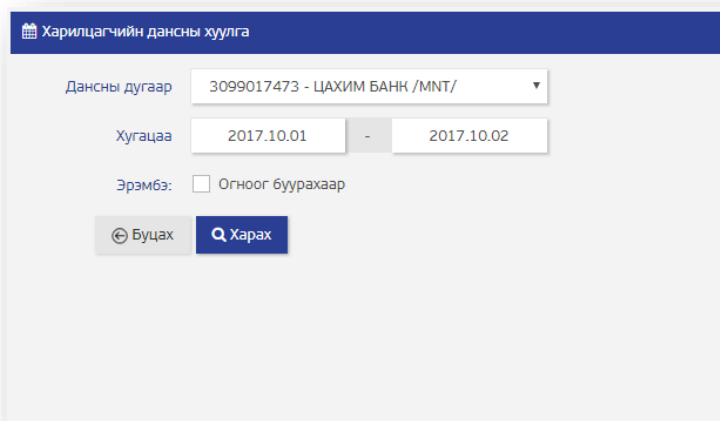 Харилцагчийн дансны хуулга
Дансны дугаар 3099017473 - ЦАХИМ БАНК /MNT/
Хугацаа 2017.10.01 - 2017.10.02
Эрэмбэ: Огноог буурахаар
Буцах Харах